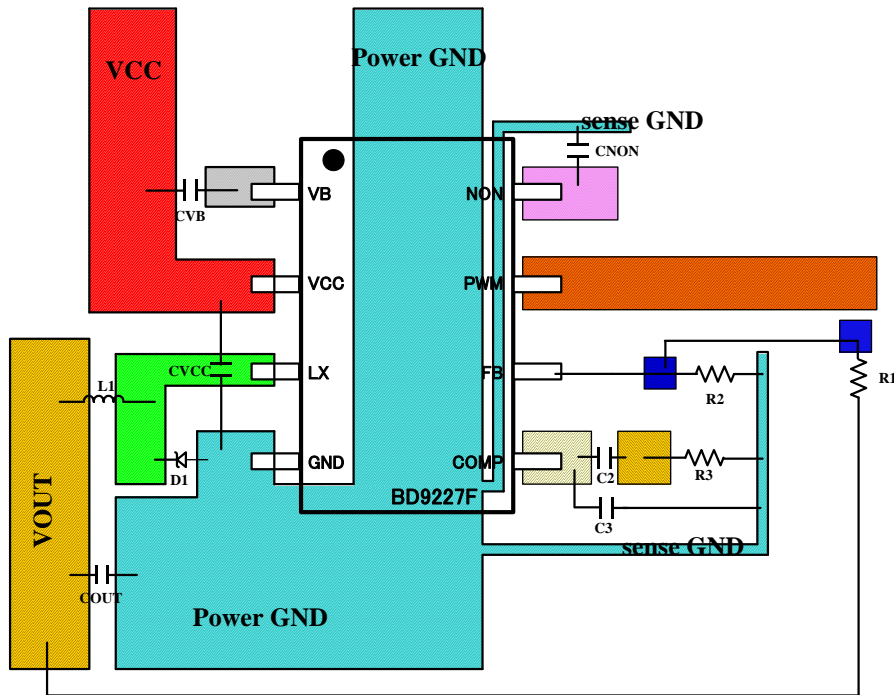 Power GND
VCC
sense GND
CNON
VB
NON
CVB
VCC
PWM
CVCC
LX
FB
L1
R2
R1
GND
COMP
D1
C2
R3
BD9227F
C3
VOUT
sense GND
COUT
Power GND